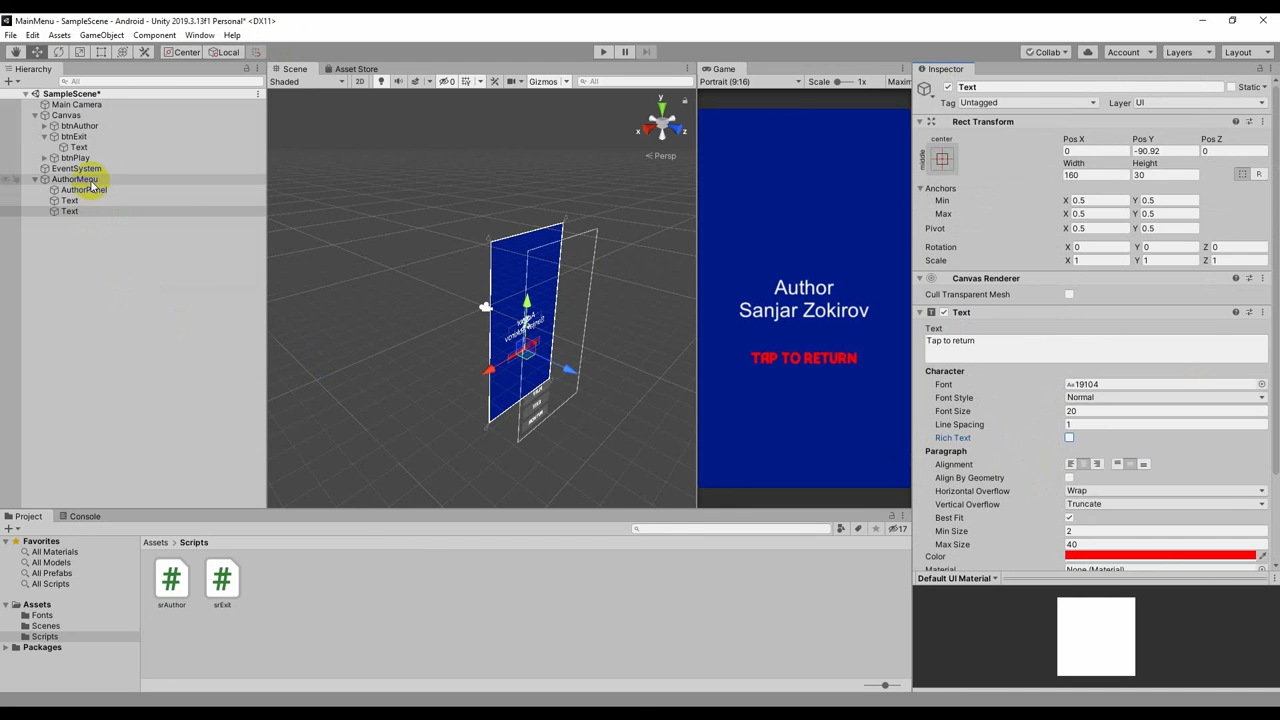 MainMenu - SampleScene - Android - Unity 2019.3.13f1 Personal* <DX11>
File Edit Assets GameObject Component Window Help
Center Local Collab Account Layers Layout
Hierarchy
All
SampleScene*
Main Camera
Canvas
btnAuthor
btnExit
Text
btnPlay
EventSystem
AuthorMenu
AuthorPanel
Text
Text
Scene Asset Store
Shaded 2D 0 Gizmos All
y
x z
Persp
Game
Portrait (9:16) Scale 1x Maxim
Author
Sanjar Zokirov
TAP TO RETURN
Inspector
Text Static
Tag Untagged Layer UI
Rect Transform
center
middle
Pos X Pos Y Pos Z
0 -90.92 0
Width Height
160 30
R
Anchors
Min X 0.5 Y 0.5
Max X 0.5 Y 0.5
Pivot X 0.5 Y 0.5
Rotation X 0 Y 0 Z 0
Scale X 1 Y 1 Z 1
Canvas Renderer
Cull Transparent Mesh
Text
Text
Tap to return
Character
Font 19104
Font Style Normal
Font Size 20
Line Spacing 1
Rich Text
Paragraph
Alignment
Align By Geometry
Horizontal Overflow Wrap
Vertical Overflow Truncate
Best Fit
Min Size 2
Max Size 40
Color
Material None (Material)
Default UI Material
Project Console
17
Favorites
All Materials
All Models
All Prefabs
All Scripts
Assets
Fonts
Scenes
Scripts
Packages
Assets > Scripts
srAuthor srExit